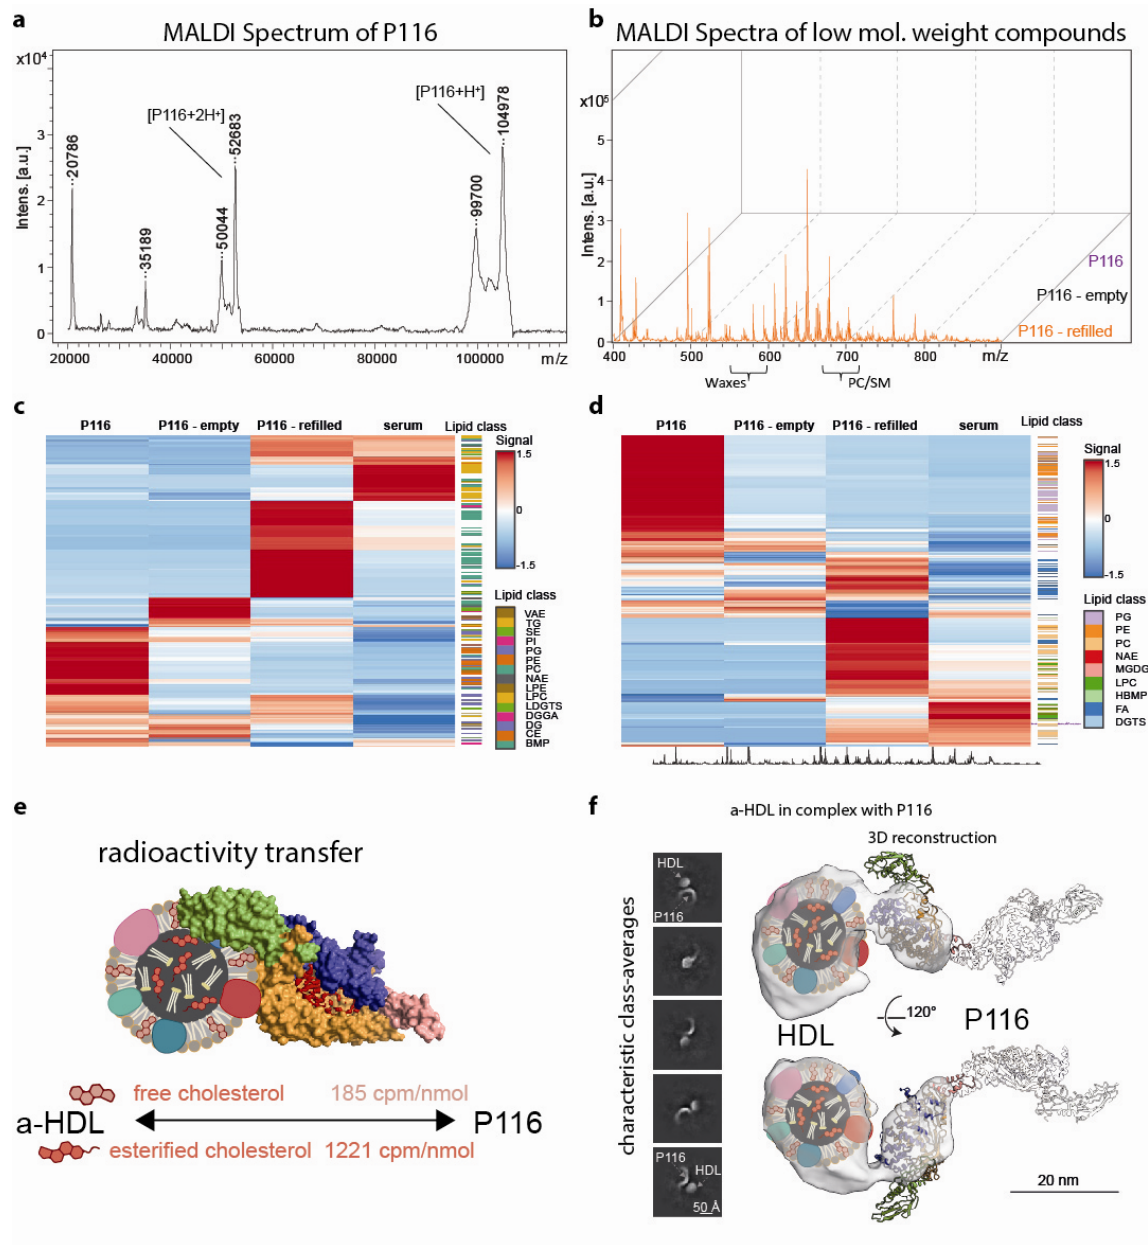 a
MALDI Spectrum of P116
x10⁴
Intens. [a.u.]
3
2
1
0
20786
35189
[P116+2H⁺]
50044
52683
[P116+H⁺]
99700
104978
20000
40000
60000
80000
100000
m/z
b
MALDI Spectra of low mol. weight compounds
x10⁵
Intens. [a.u.]
5
4
3
2
1
0
P116
P116 - empty
P116 - refilled
400
500
600
700
800
m/z
Waxes
PC/SM
c
P116
P116 - empty
P116 - refilled
serum
Lipid class
Signal
1.5
0
-1.5
Lipid class
VAE
TG
SE
PI
PG
PE
PC
NAE
LPE
LPC
LDGTS
DGGA
DG
CE
BMP
d
P116
P116 - empty
P116 - refilled
serum
Lipid class
Signal
1.5
0
-1.5
Lipid class
PG
PE
PC
NAE
MGDG
LPC
HBMP
FA
DGTS
e
radioactivity transfer
free cholesterol 185 cpm/nmol
a-HDL P116
esterified cholesterol 1221 cpm/nmol
f
a-HDL in complex with P116
3D reconstruction
characteristic class-averages
HDL
P116
P116
HDL
50 Å
120°
HDL
P116
20 nm